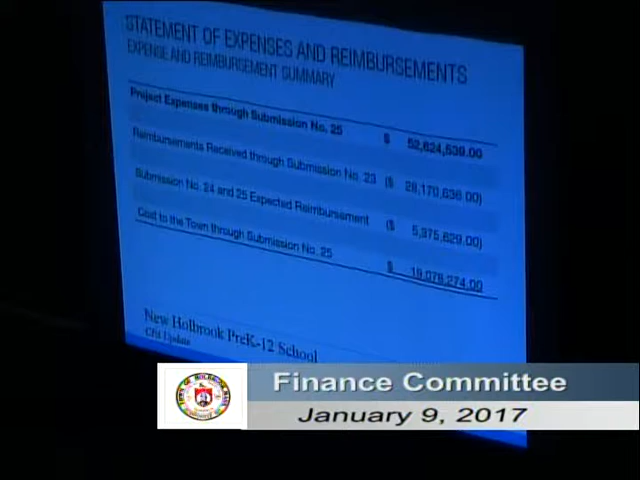 STATEMENT OF EXPENSES AND REIMBURSEMENTS
EXPENSE AND REIMBURSEMENT SUMMARY
Project Expenses through Submission No. 25 $ 52,624,539.00
Reimbursements Received through Submission No. 23 ($ 28,170,636.00)
Submission No. 24 and 25 Expected Reimbursement ($ 5,375,629.00)
Cost to the Town through Submission No. 25 $ 19,078,274.00
New Holbrook PreK-12 School
Update
Finance Committee
January 9, 2017